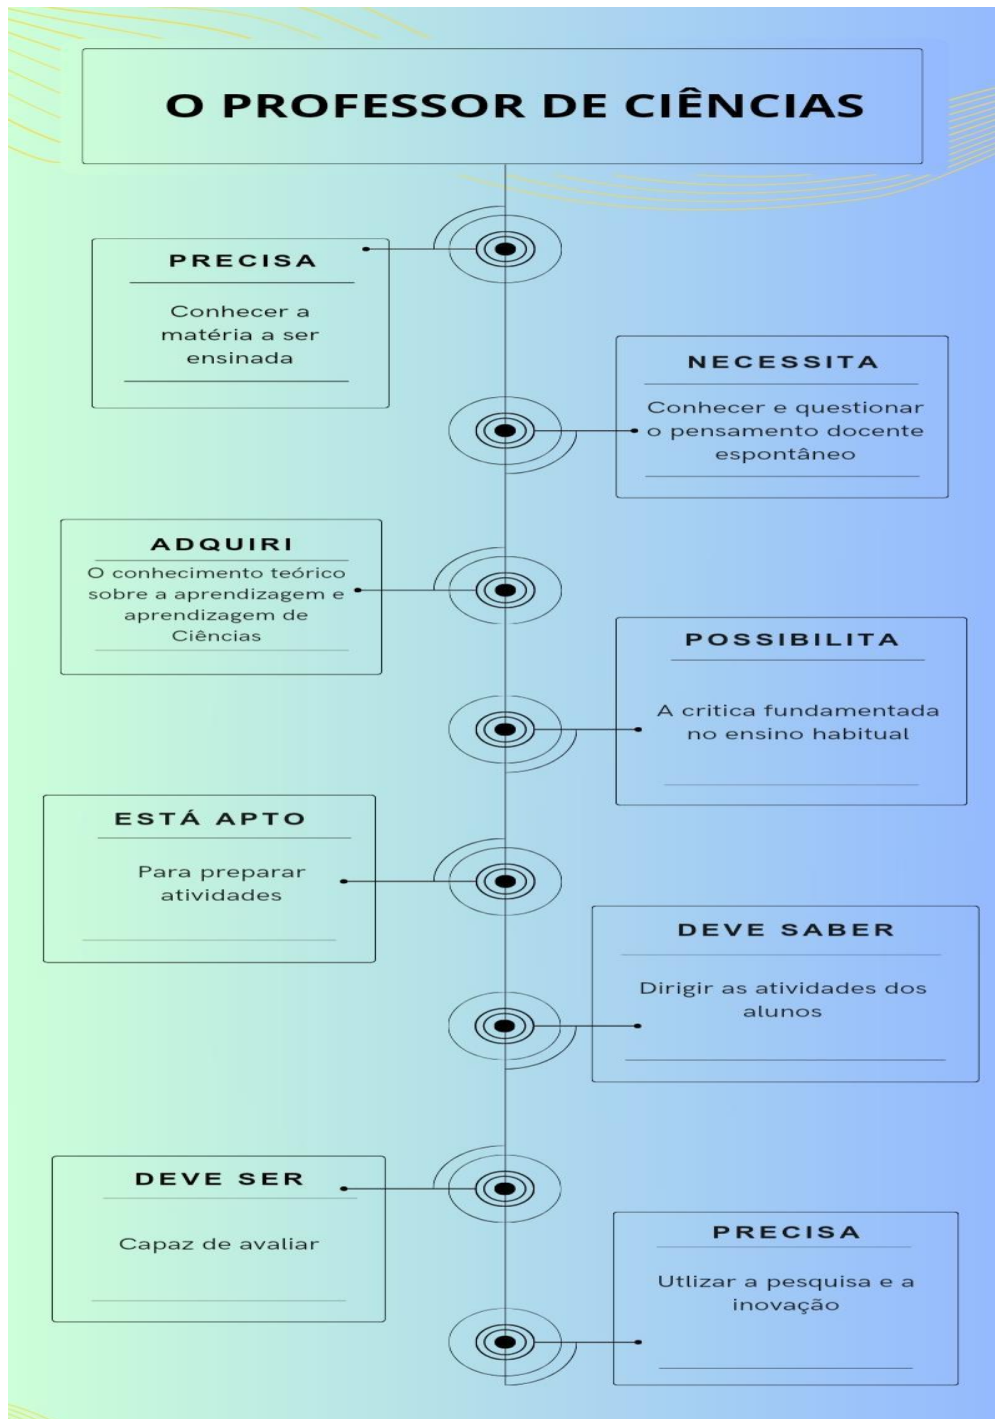 O PROFESSOR DE CIÊNCIAS
PRECISA
Conhecer a
matéria a ser
ensinada
NECESSITA
Conhecer e questionar
o pensamento docente
espontâneo
ADQUIRI
O conhecimento teórico
sobre a aprendizagem e
aprendizagem de
Ciências
POSSIBILITA
A critica fundamentada
no ensino habitual
ESTÁ APTO
Para preparar
atividades
DEVE SABER
Dirigir as atividades dos
alunos
DEVE SER
Capaz de avaliar
PRECISA
Utlizar a pesquisa e a
inovação